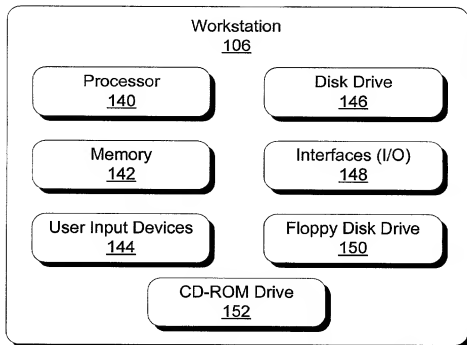 Workstation
106
Processor
140
Disk Drive
146
Memory
142
Interfaces (I/O)
148
User Input Devices
144
Floppy Disk Drive
150
CD-ROM Drive
152